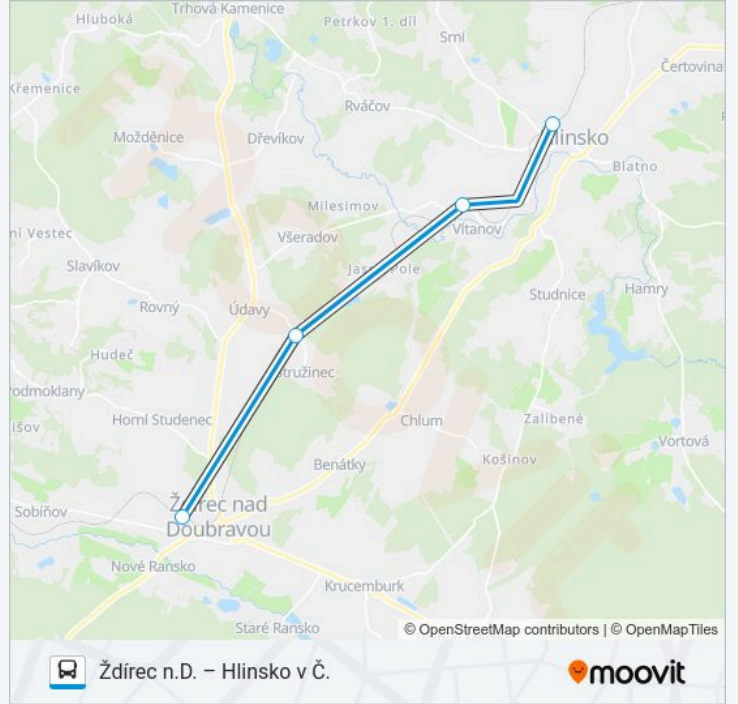 Trhová Kamenice
Hluboká
Petrkov 1. díl
Srní
Čertovina
Křemenice
Rváčov
Možděnice
Dřevíkov
Hlinsko
Blatno
Milesimov
ní Vestec
Všeradov
Vítanov
Slavíkov
Jasné Pole
Studnice
Hamry
Rovný
Údavy
Hudeč
Stružinec
Podmoklany
Horní Studenec
Chlum
Zalíbené
išov
Vortová
Benátky
Košinov
Sobíňov
Ždírec nad
Doubravou
Nové Ransko
Krucemburk
Staré Ransko
© OpenStreetMap contributors | © OpenMapTiles
Ždírec n.D. – Hlinsko v Č.
moovit